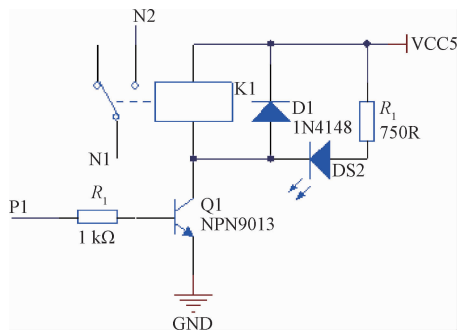 N2
VCC5
K1
D1
1N4148
R₁
750R
N1
DS2
P1
R₁
1 kΩ
Q1
NPN9013
GND